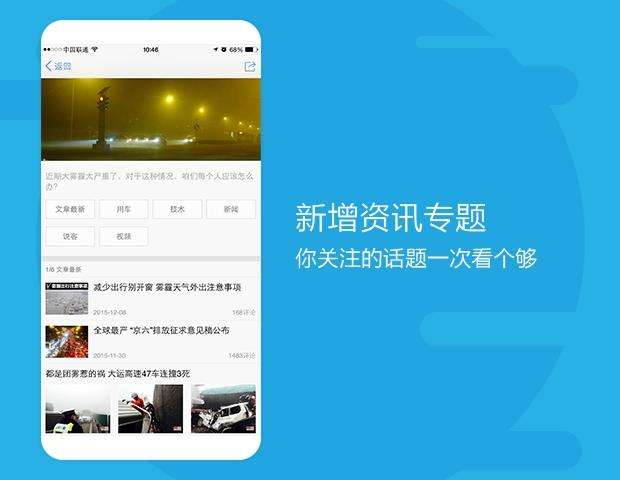 中国联通
10:46
68%
返回
近期大雾霾太严重了，对于这种情况，咱们每个人应该怎么
办?
文章最新
用车
技术
新闻
说客
视频
1/6 文章最新
减少出行别开窗 雾霾天气外出注意事项
2015-12-08
168评论
全球最严 “京六”排放征求意见稿公布
2015-11-30
1483评论
都是团雾惹的祸 大运高速47车连撞3死
新增资讯专题
你关注的话题一次看个够